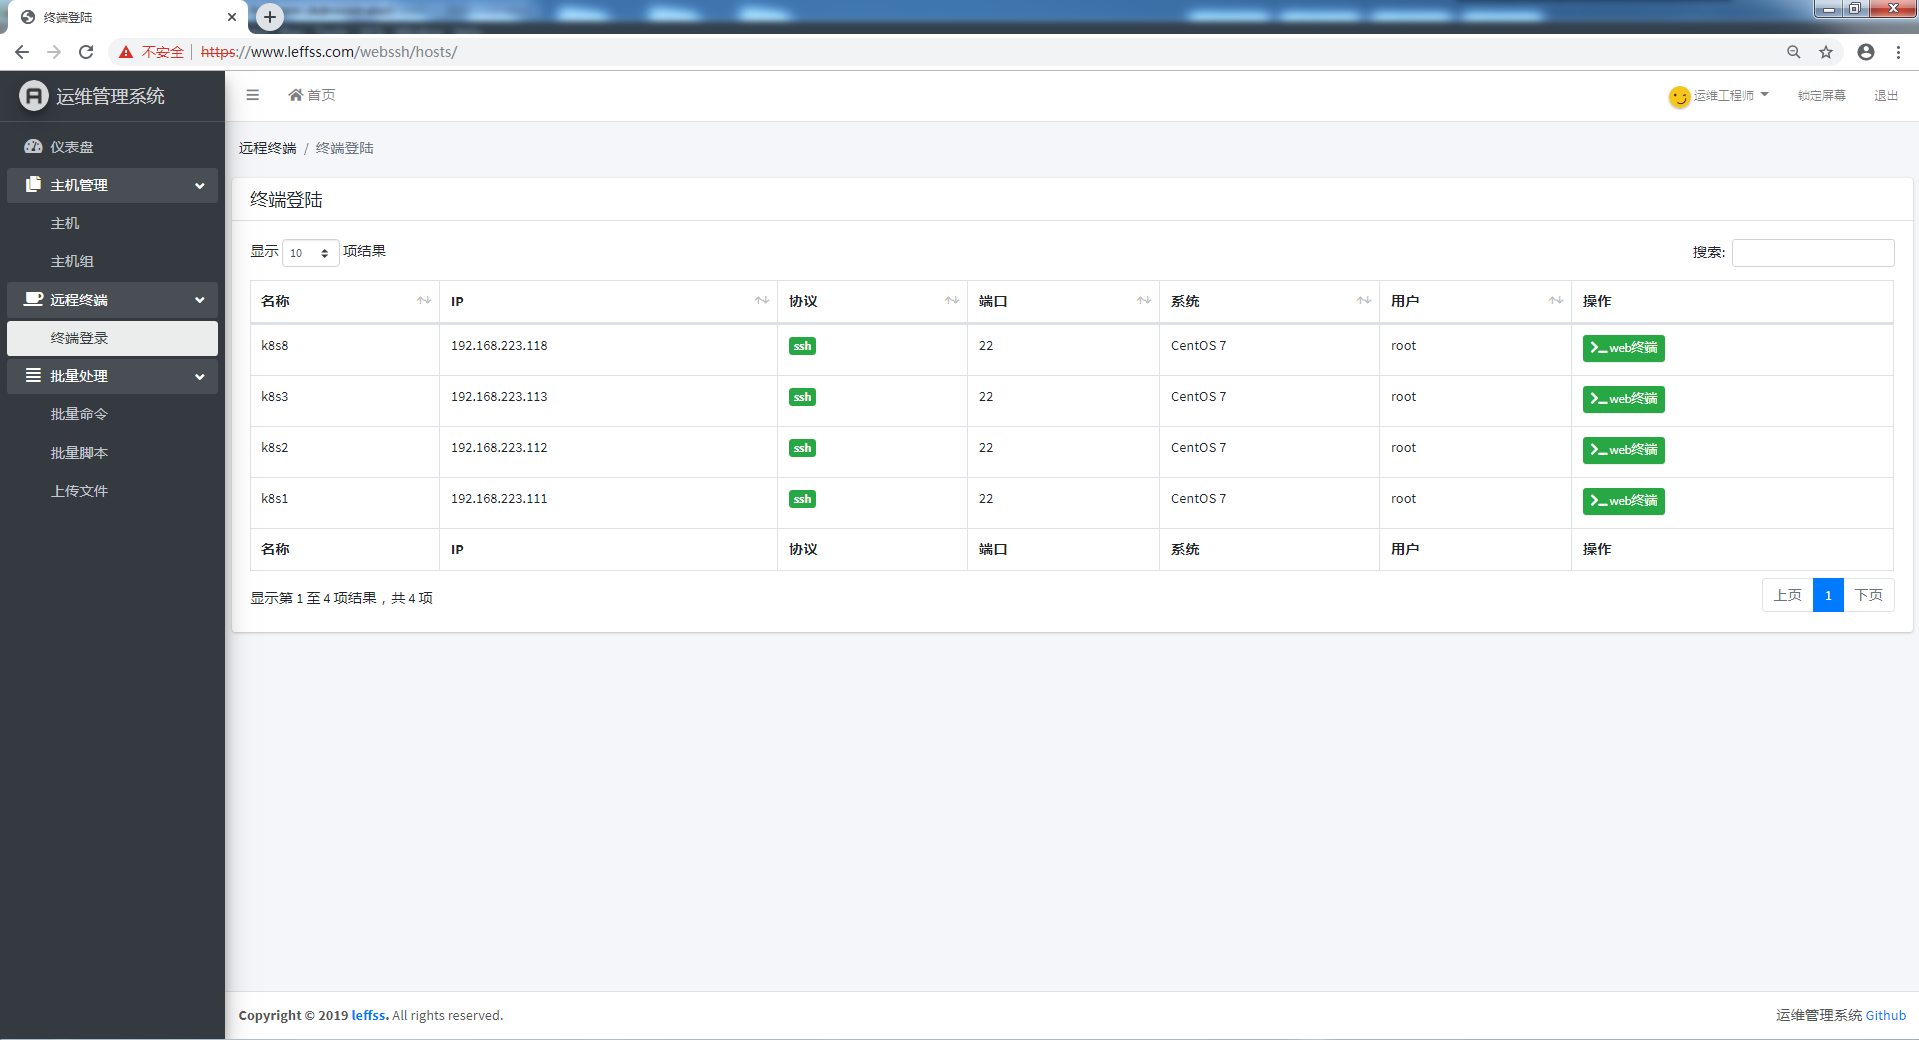 终端登陆
不安全 https://www.leffss.com/webssh/hosts/
运维管理系统
首页
运维工程师
锁定屏幕
退出
仪表盘
主机管理
主机
主机组
远程终端
终端登录
批量处理
批量命令
批量脚本
上传文件
远程终端 / 终端登陆
终端登陆
显示 10 项结果
搜索:
名称 IP 协议 端口 系统 用户 操作
k8s8 192.168.223.118 ssh 22 CentOS 7 root web终端
k8s3 192.168.223.113 ssh 22 CentOS 7 root web终端
k8s2 192.168.223.112 ssh 22 CentOS 7 root web终端
k8s1 192.168.223.111 ssh 22 CentOS 7 root web终端
名称 IP 协议 端口 系统 用户 操作
显示第 1 至 4 项结果，共 4 项
上页 1 下页
Copyright © 2019 leffss. All rights reserved.
运维管理系统 Github